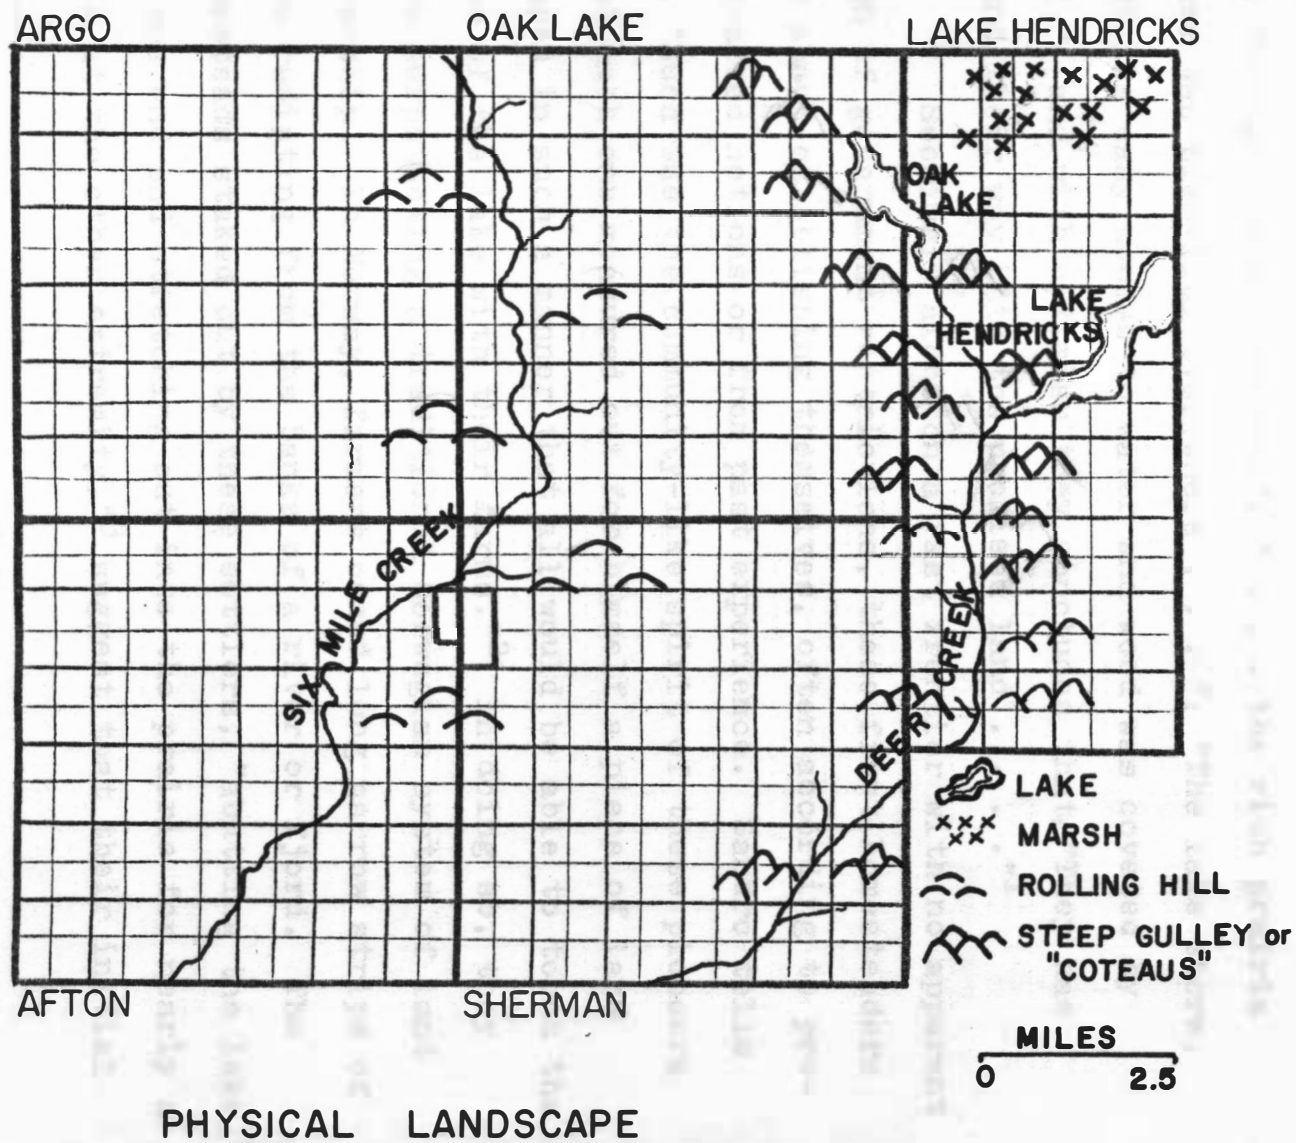 ARGO
OAK LAKE
LAKE HENDRICKS
OAK
LAKE
LAKE
HENDRICKS
SIX MILE CREEK
DEER CREEK
LAKE
MARSH
ROLLING HILL
STEEP GULLEY or
"COTEAUS"
AFTON
SHERMAN
MILES
0 2.5
PHYSICAL LANDSCAPE